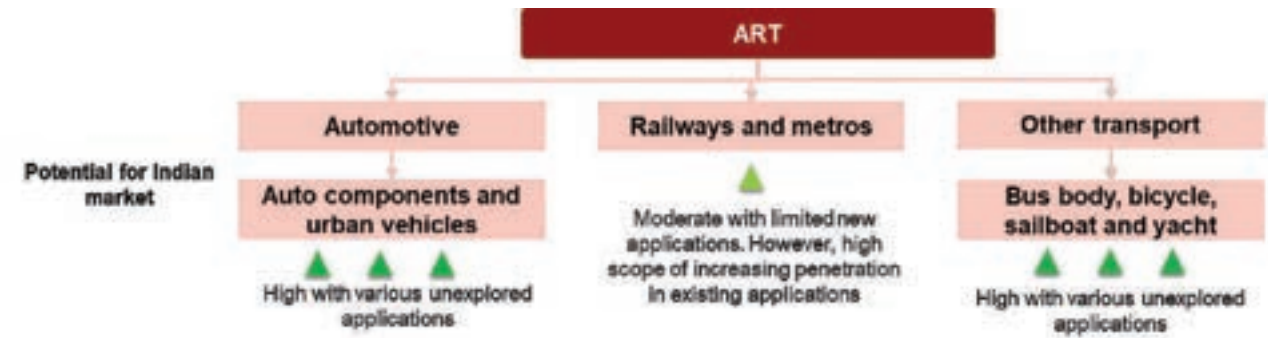 ART
Automotive
Railways and metros
Other transport
Potential for Indian
market
Auto components and
urban vehicles
Bus body, bicycle,
sailboat and yacht
High with various unexplored
applications
Moderate with limited new
applications. However, high
scope of increasing penetration
in existing applications
High with various unexplored
applications